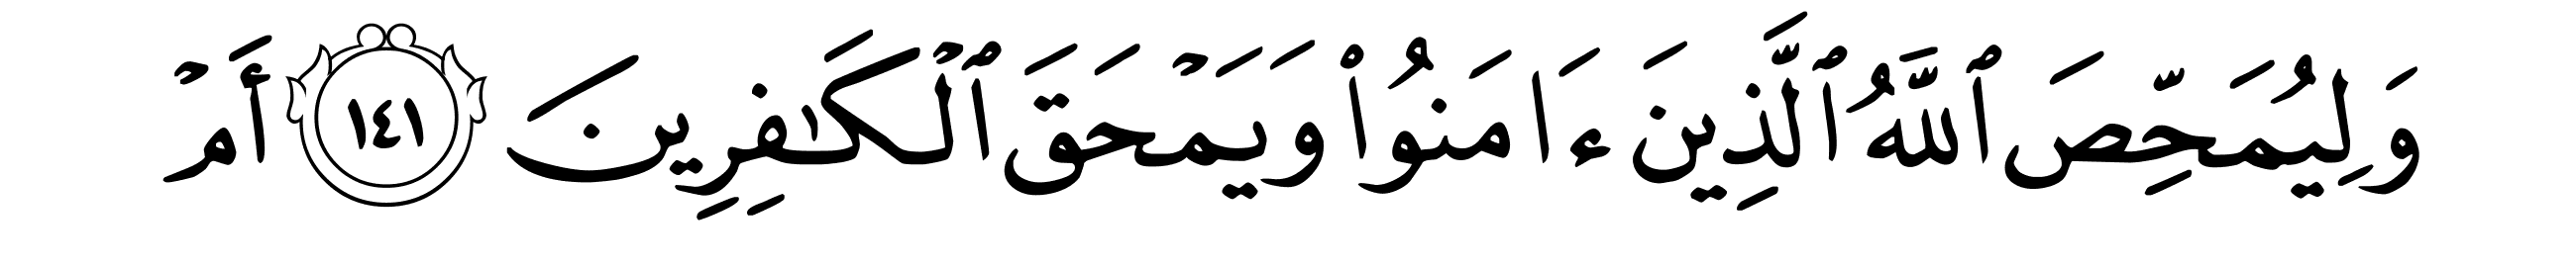 وَلِيُمَحِّصَ ٱللَّهُ ٱلَّذِينَ ءَامَنُوا۟ وَيَمۡحَقَ ٱلۡكَـٰفِرِينَ ١٤١ أَمۡ